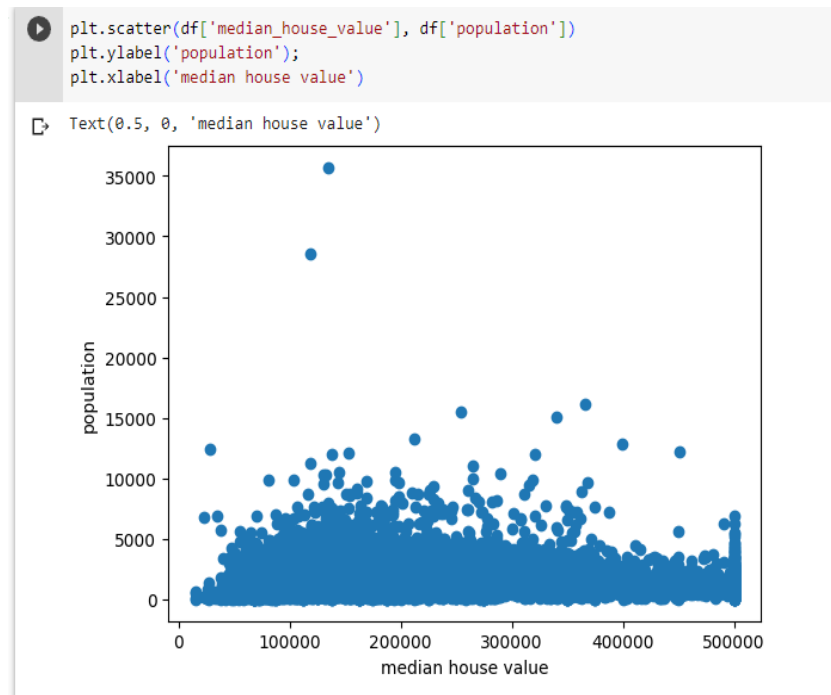 plt.scatter(df['median_house_value'], df['population'])
plt.ylabel('population');
plt.xlabel('median house value')
Text(0.5, 0, 'median house value')
35000
30000
25000
20000
15000
10000
5000
0
population
0 100000 200000 300000 400000 500000
median house value